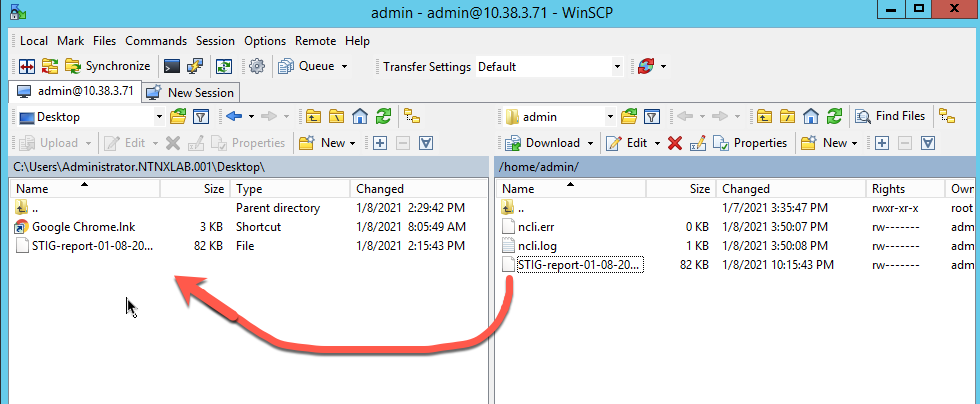 admin - admin@10.38.3.71 - WinSCP
Local Mark Files Commands Session Options Remote Help
Synchronize Queue Transfer Settings Default
admin@10.38.3.71 New Session
Desktop admin Find Files
Upload Edit Properties New Download Edit Properties New
C:\Users\Administrator.NTNXLAB.001\Desktop\ /home/admin/
Name Size Type Changed Name Size Changed Rights Own
.. Parent directory 1/8/2021 2:29:42 PM .. 1/7/2021 3:35:47 PM rwxr-xr-x root
Google Chrome.lnk 3 KB Shortcut 1/8/2021 8:05:49 AM ncli.err 0 KB 1/8/2021 3:50:07 PM rw------- adm
STIG-report-01-08-20... 82 KB File 1/8/2021 2:15:43 PM ncli.log 1 KB 1/8/2021 3:50:08 PM rw------- adm
STIG-report-01-08-20... 82 KB 1/8/2021 10:15:43 PM rw------- adm